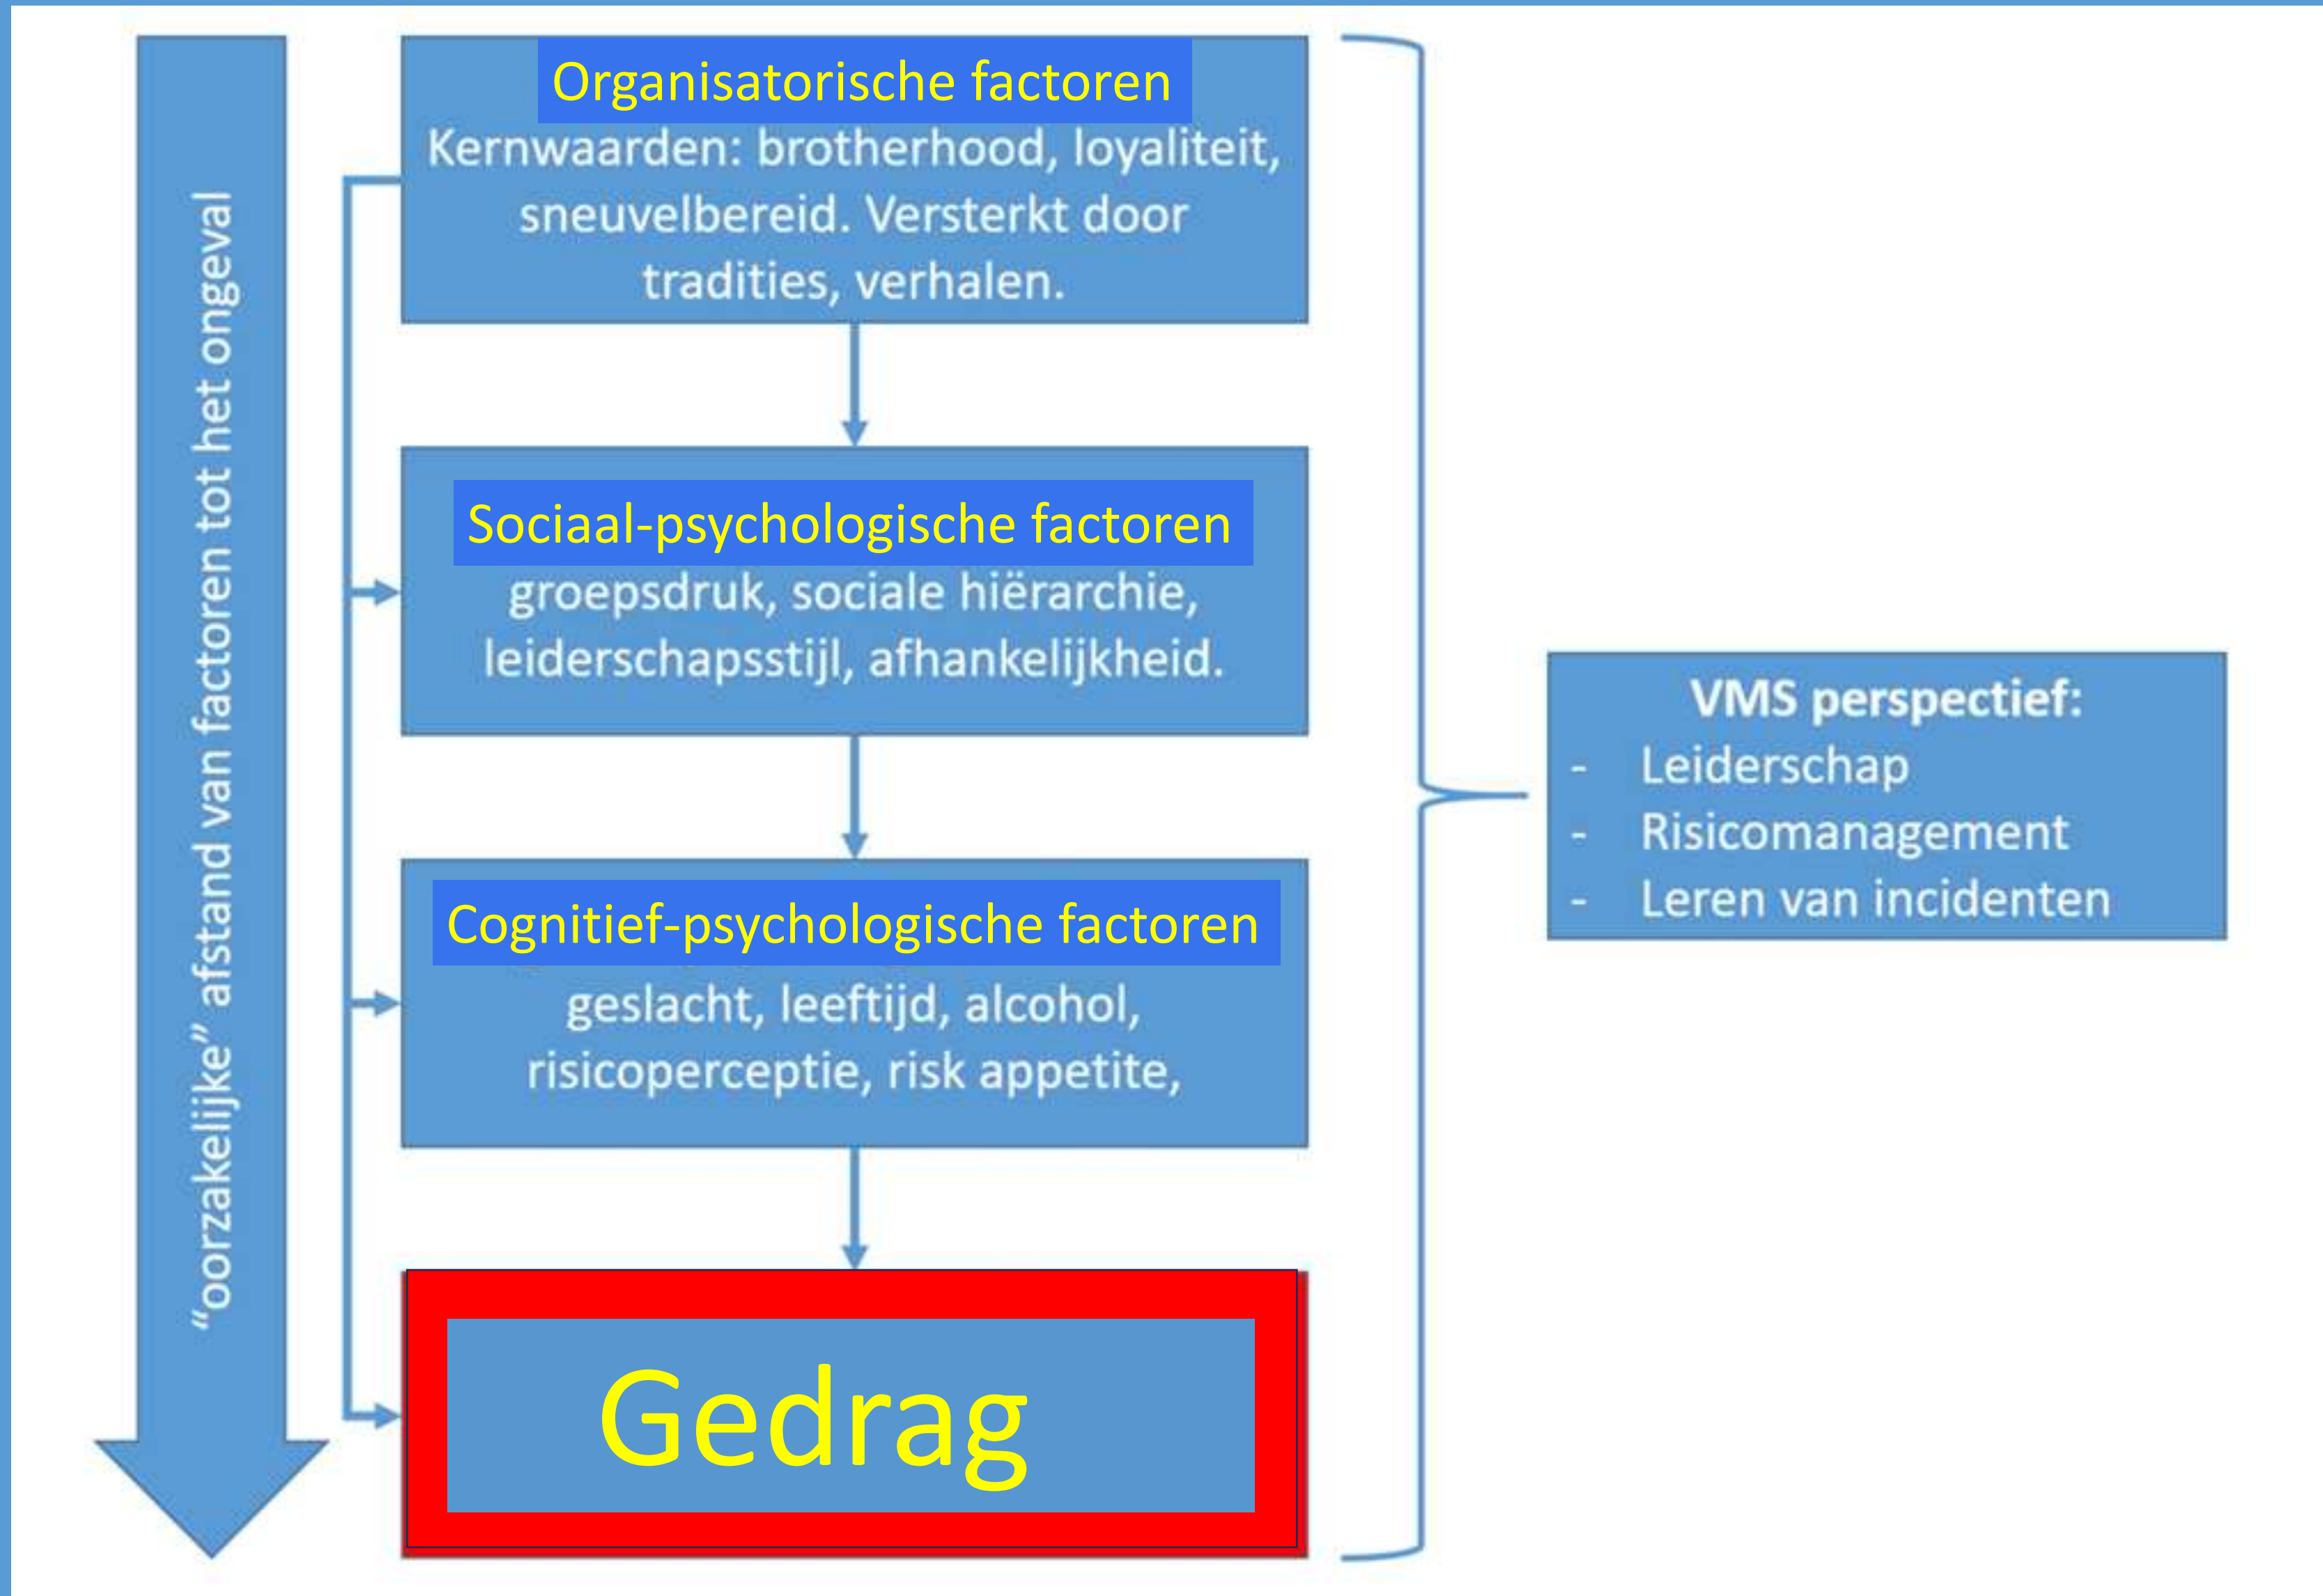 "oorzakelijke" afstand van factoren tot het ongeval
Organisatorische factoren
Kernwaarden: brotherhood, loyaliteit,
sneuvelbereid. Versterkt door
tradities, verhalen.
Sociaal-psychologische factoren
groepsdruk, sociale hiërarchie,
leiderschapsstijl, afhankelijkheid.
Cognitief-psychologische factoren
geslacht, leeftijd, alcohol,
risicoperceptie, risk appetite,
Gedrag
VMS perspectief:
- Leiderschap
- Risicomanagement
- Leren van incidenten